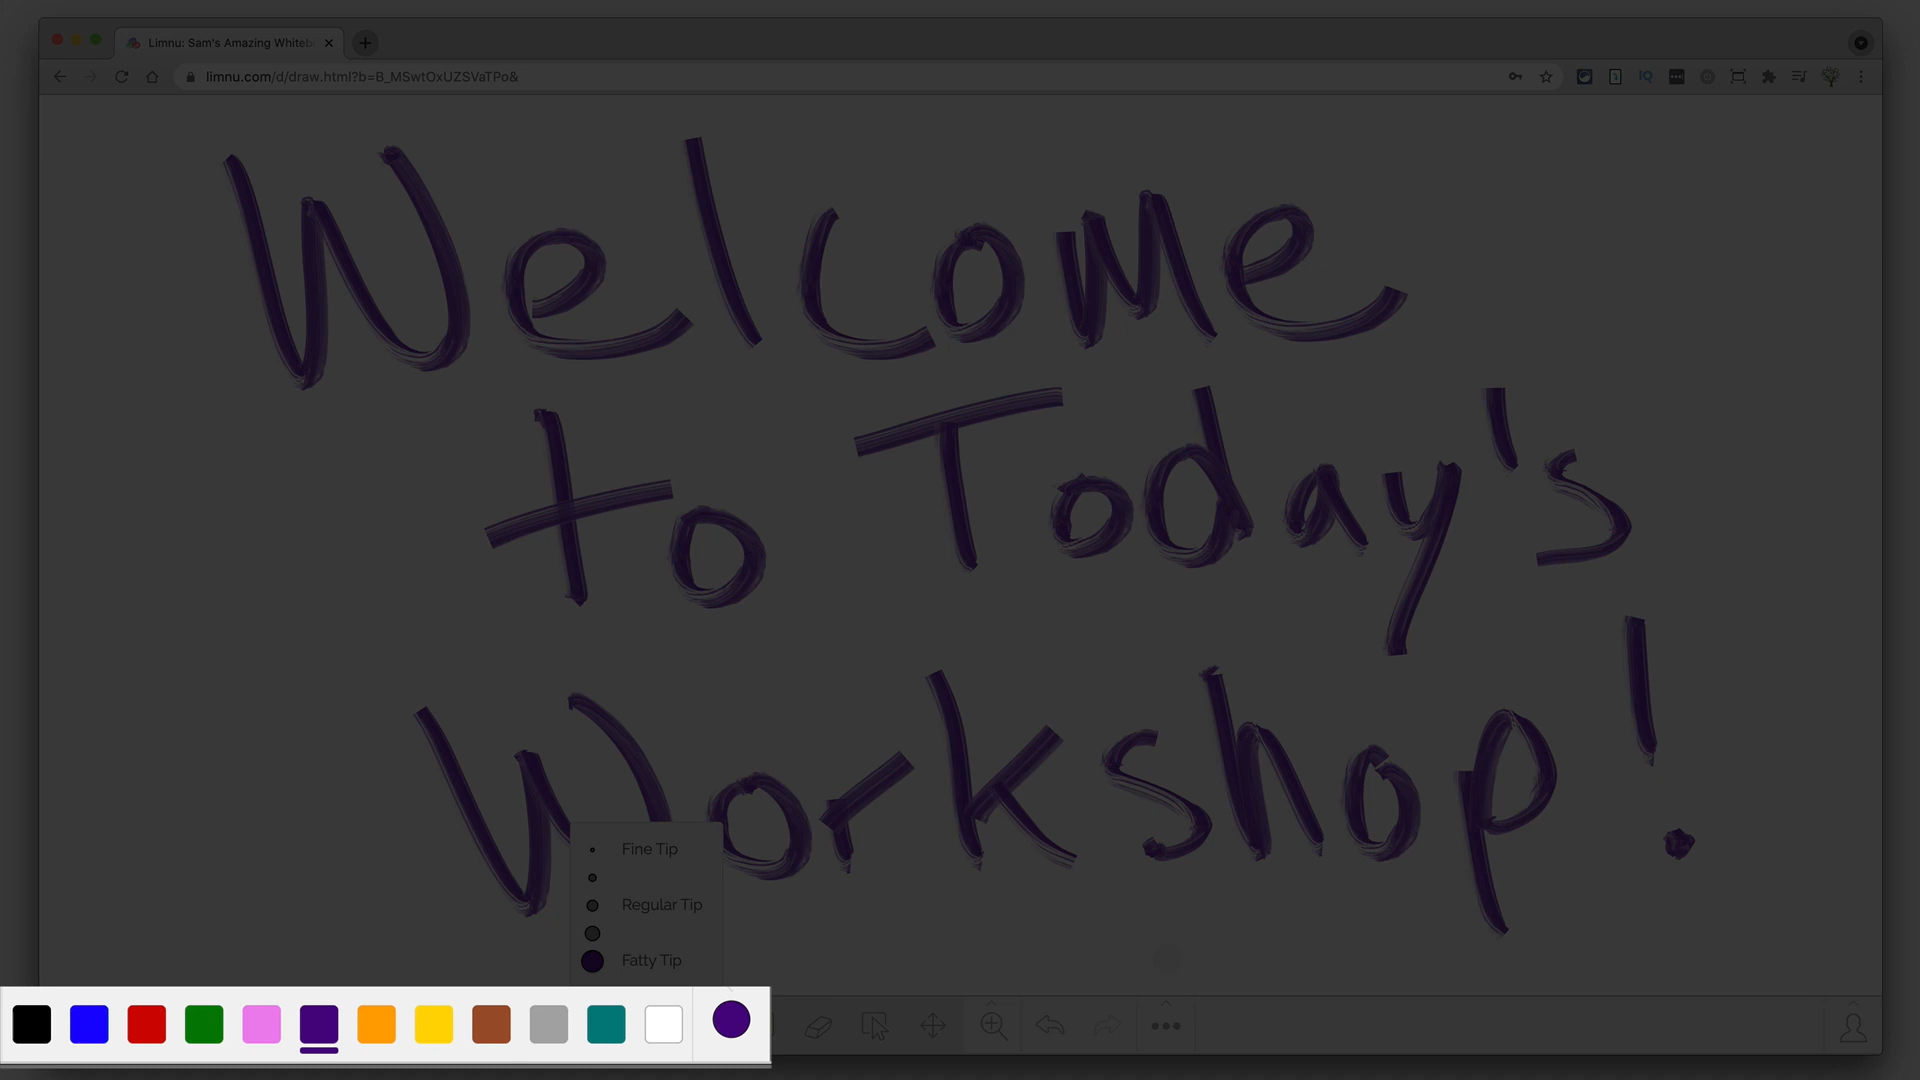 Limnu: Sam's Amazing Whiteb
limnu.com/d/draw.html?b=B_MSwtOxUZSVaTPo&
IQ
Welcome
to Today's
Workshop!
Fine Tip
Regular Tip
Fatty Tip